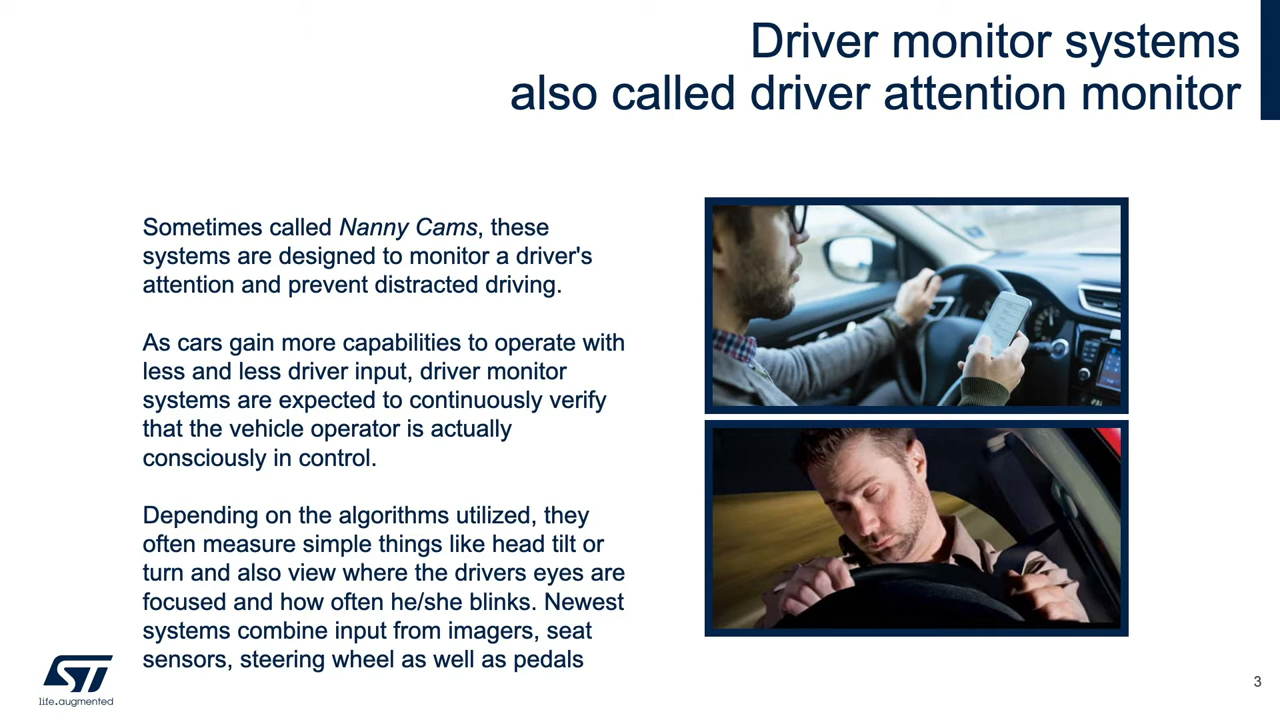 Driver monitor systems
also called driver attention monitor
Sometimes called Nanny Cams, these
systems are designed to monitor a driver's
attention and prevent distracted driving.
As cars gain more capabilities to operate with
less and less driver input, driver monitor
systems are expected to continuously verify
that the vehicle operator is actually
consciously in control.
Depending on the algorithms utilized, they
often measure simple things like head tilt or
turn and also view where the drivers eyes are
focused and how often he/she blinks. Newest
systems combine input from imagers, seat
sensors, steering wheel as well as pedals
ST
life.augmented
3